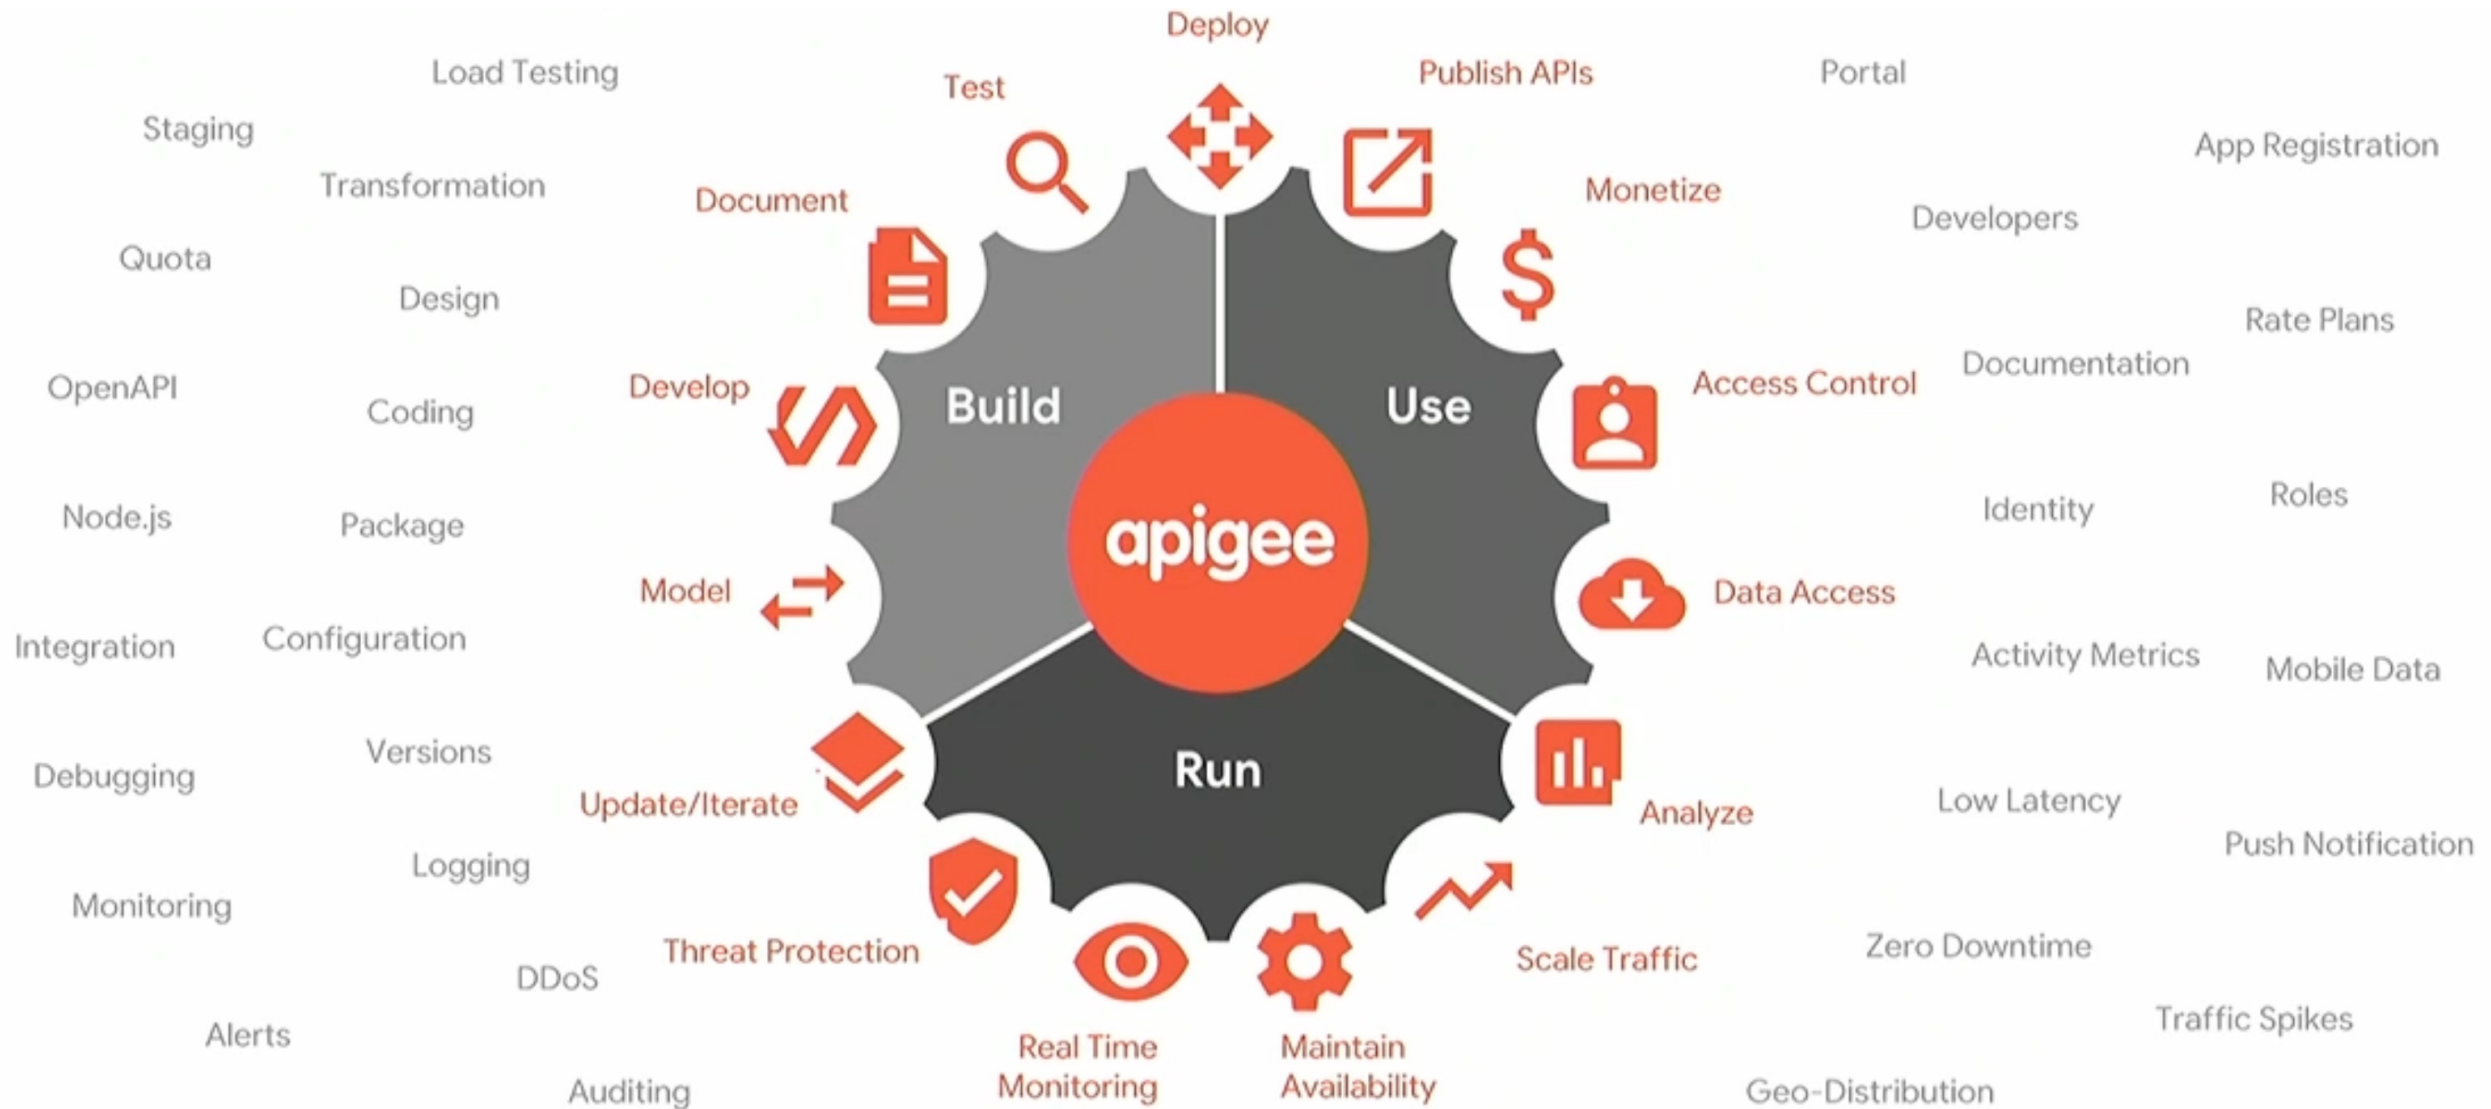 Deploy
Load Testing
Test
Publish APIs
Portal
Staging
App Registration
Transformation
Document
Monetize
Developers
Quota
Design
Rate Plans
OpenAPI
Develop
Build
Use
Access Control
Documentation
Coding
Node.js
Package
Identity
Roles
apigee
Model
Data Access
Integration
Configuration
Activity Metrics
Mobile Data
Debugging
Versions
Run
Update/Iterate
Analyze
Low Latency
Push Notification
Logging
Monitoring
Threat Protection
Scale Traffic
Zero Downtime
DDoS
Alerts
Real Time
Monitoring
Maintain
Availability
Traffic Spikes
Auditing
Geo-Distribution